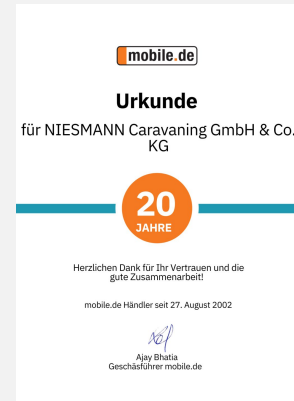 mobile.de
Urkunde
für NIESMANN Caravaning GmbH & Co.
KG
20
JAHRE
Herzlichen Dank für Ihr Vertrauen und die
gute Zusammenarbeit!
mobile.de Händler seit 27. August 2002
Ajay Bhatia
Geschäsführer mobile.de